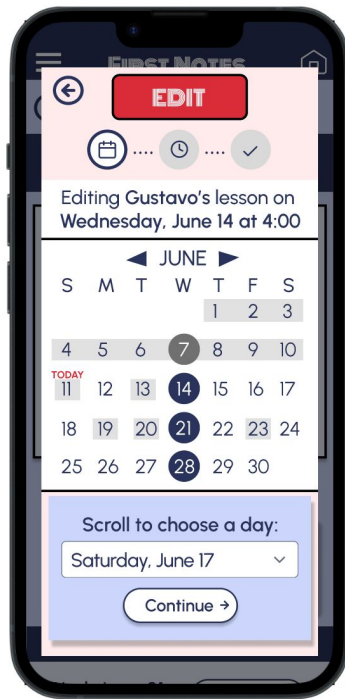 FIRST NOTES
EDIT
Editing Gustavo's lesson on
Wednesday, June 14 at 4:00
JUNE
S M T W T F S
1 2 3
4 5 6 7 8 9 10
TODAY
11 12 13 14 15 16 17
18 19 20 21 22 23 24
25 26 27 28 29 30
Scroll to choose a day:
Saturday, June 17
Continue →